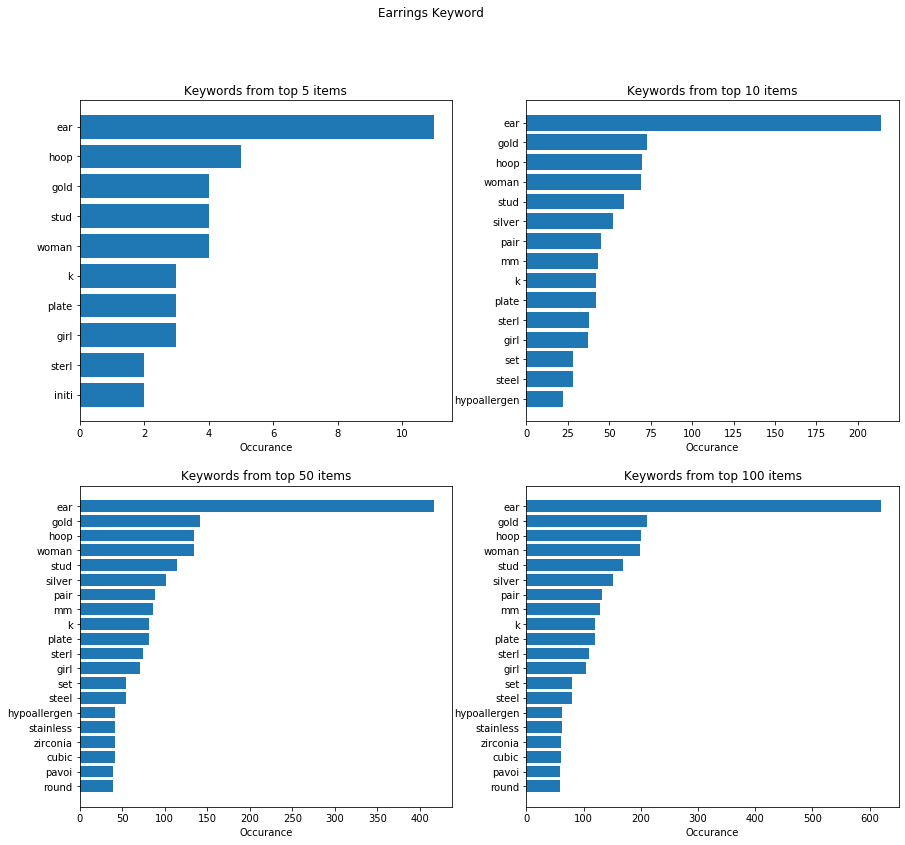 Earrings Keyword
Keywords from top 5 items
ear
hoop
gold
stud
woman
k
plate
girl
sterl
initi
0 2 4 6 8 10
Occurance
Keywords from top 10 items
ear
gold
hoop
woman
stud
silver
pair
mm
k
plate
sterl
girl
set
steel
hypoallergen
0 25 50 75 100 125 150 175 200
Occurance
Keywords from top 50 items
ear
gold
hoop
woman
stud
silver
pair
mm
k
plate
sterl
girl
set
steel
hypoallergen
stainless
zirconia
cubic
pavoi
round
0 50 100 150 200 250 300 350 400
Occurance
Keywords from top 100 items
ear
gold
hoop
woman
stud
silver
pair
mm
k
plate
sterl
girl
set
steel
hypoallergen
stainless
zirconia
cubic
pavoi
round
0 100 200 300 400 500 600
Occurance